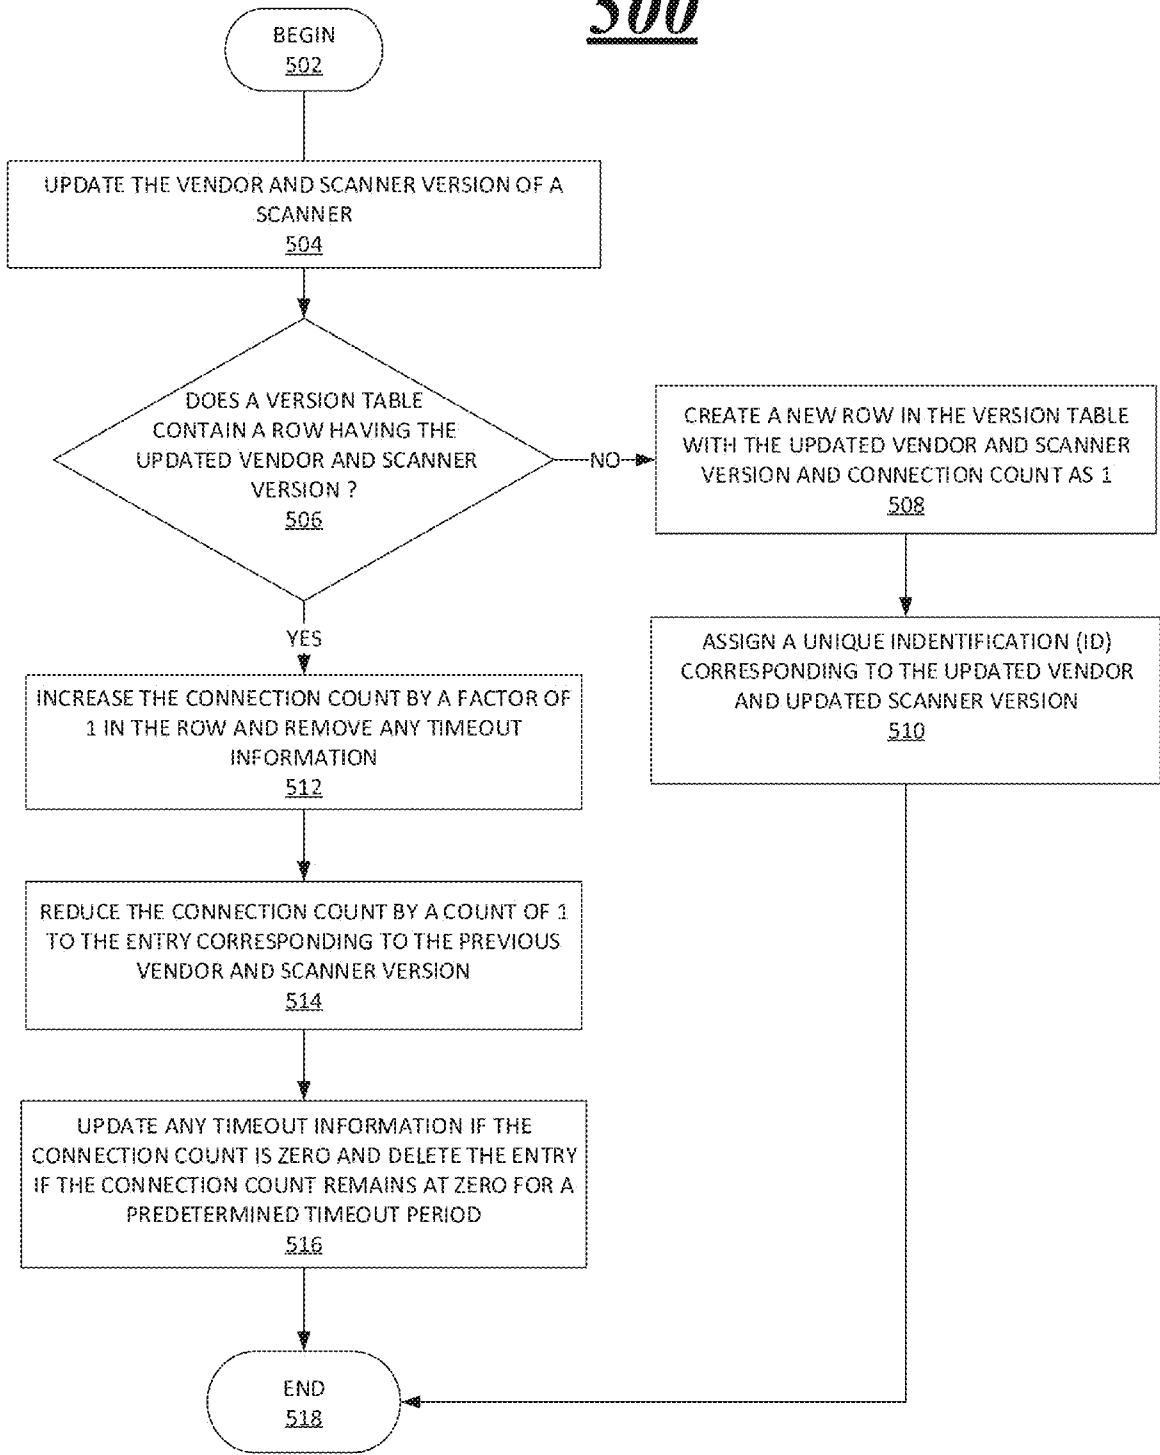 500
BEGIN
502
UPDATE THE VENDOR AND SCANNER VERSION OF A
SCANNER
504
DOES A VERSION TABLE
CONTAIN A ROW HAVING THE
UPDATED VENDOR AND SCANNER
VERSION ?
506
NO
CREATE A NEW ROW IN THE VERSION TABLE
WITH THE UPDATED VENDOR AND SCANNER
VERSION AND CONNECTION COUNT AS 1
508
ASSIGN A UNIQUE INDENTIFICATION (ID)
CORRESPONDING TO THE UPDATED VENDOR
AND UPDATED SCANNER VERSION
510
YES
INCREASE THE CONNECTION COUNT BY A FACTOR OF
1 IN THE ROW AND REMOVE ANY TIMEOUT
INFORMATION
512
REDUCE THE CONNECTION COUNT BY A COUNT OF 1
TO THE ENTRY CORRESPONDING TO THE PREVIOUS
VENDOR AND SCANNER VERSION
514
UPDATE ANY TIMEOUT INFORMATION IF THE
CONNECTION COUNT IS ZERO AND DELETE THE ENTRY
IF THE CONNECTION COUNT REMAINS AT ZERO FOR A
PREDETERMINED TIMEOUT PERIOD
516
END
518